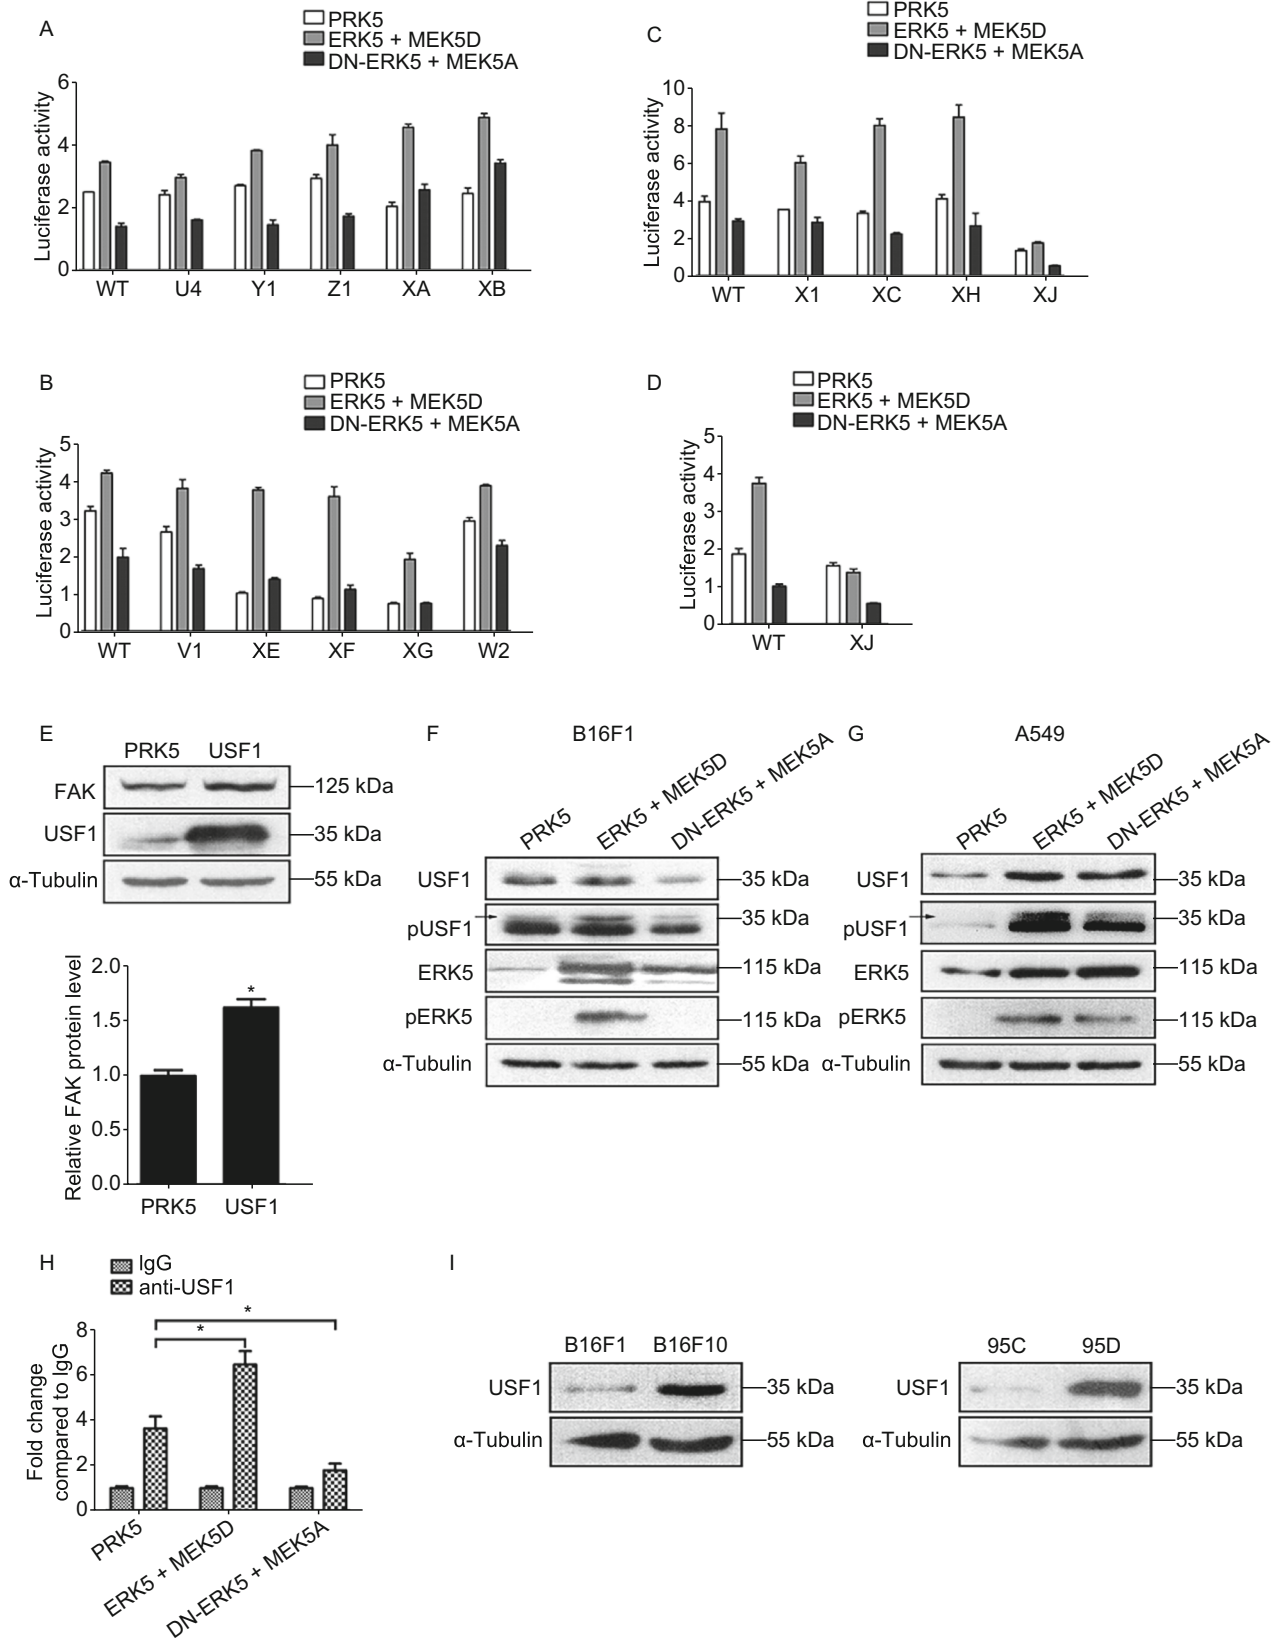 A
PRK5
ERK5 + MEK5D
DN-ERK5 + MEK5A
Luciferase activity
6
4
2
0
WT U4 Y1 Z1 XA XB
C
PRK5
ERK5 + MEK5D
DN-ERK5 + MEK5A
Luciferase activity
10
8
6
4
2
0
WT X1 XC XH XJ
B
PRK5
ERK5 + MEK5D
DN-ERK5 + MEK5A
Luciferase activity
5
4
3
2
1
0
WT V1 XE XF XG W2
D
PRK5
ERK5 + MEK5D
DN-ERK5 + MEK5A
Luciferase activity
5
4
3
2
1
0
WT XJ
E
PRK5 USF1
FAK 125 kDa
USF1 35 kDa
α-Tubulin 55 kDa
Relative FAK protein level
2.0
1.5
1.0
0.5
0.0
*
PRK5 USF1
F
B16F1
PRK5
ERK5 + MEK5D
DN-ERK5 + MEK5A
USF1 35 kDa
pUSF1 35 kDa
ERK5 115 kDa
pERK5 115 kDa
α-Tubulin 55 kDa
G
A549
PRK5
ERK5 + MEK5D
DN-ERK5 + MEK5A
USF1 35 kDa
pUSF1 35 kDa
ERK5 115 kDa
pERK5 115 kDa
α-Tubulin 55 kDa
H
IgG
anti-USF1
*
*
Fold change
compared to IgG
8
6
4
2
0
PRK5
ERK5 + MEK5D
DN-ERK5 + MEK5A
I
B16F1 B16F10
USF1 35 kDa
α-Tubulin 55 kDa
95C 95D
USF1 35 kDa
α-Tubulin 55 kDa